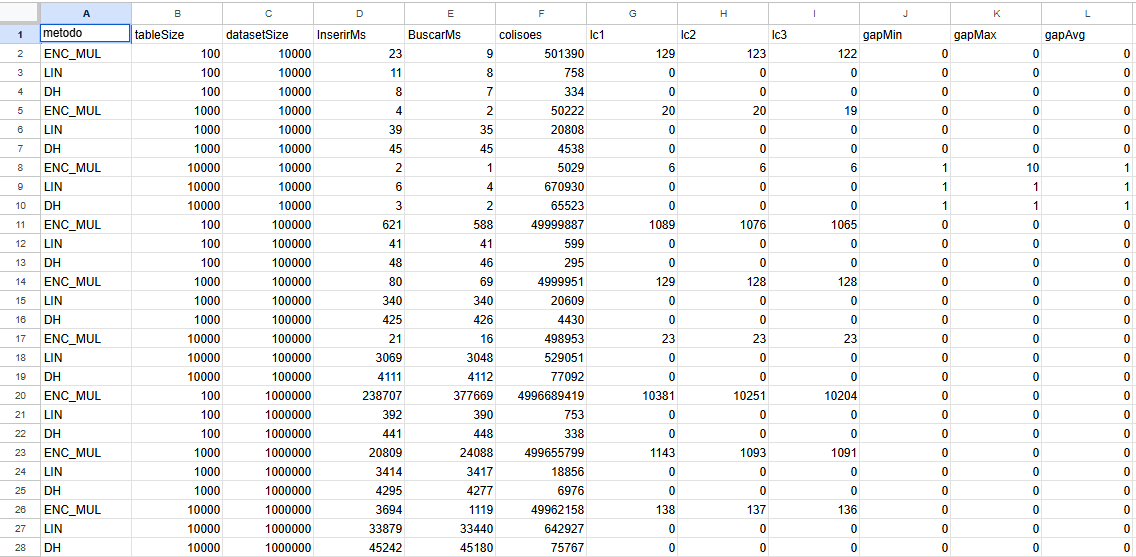 A B C D E F G H I J K L
1 metodo tableSize datasetSize InserirMs BuscarMs colisoes lc1 lc2 lc3 gapMin gapMax gapAvg
2 ENC_MUL 100 10000 23 9 501390 129 123 122 0 0 0
3 LIN 100 10000 11 8 758 0 0 0 0 0 0
4 DH 100 10000 8 7 334 0 0 0 0 0 0
5 ENC_MUL 1000 10000 4 2 50222 20 20 19 0 0 0
6 LIN 1000 10000 39 35 20808 0 0 0 0 0 0
7 DH 1000 10000 45 45 4538 0 0 0 0 0 0
8 ENC_MUL 10000 10000 2 1 5029 6 6 6 1 10 1
9 LIN 10000 10000 6 4 670930 0 0 0 1 1 1
10 DH 10000 10000 3 2 65523 0 0 0 1 1 1
11 ENC_MUL 100 100000 621 588 49999887 1089 1076 1065 0 0 0
12 LIN 100 100000 41 41 599 0 0 0 0 0 0
13 DH 100 100000 48 46 295 0 0 0 0 0 0
14 ENC_MUL 1000 100000 80 69 4999951 129 128 128 0 0 0
15 LIN 1000 100000 340 340 20609 0 0 0 0 0 0
16 DH 1000 100000 425 426 4430 0 0 0 0 0 0
17 ENC_MUL 10000 100000 21 16 498953 23 23 23 0 0 0
18 LIN 10000 100000 3069 3048 529051 0 0 0 0 0 0
19 DH 10000 100000 4111 4112 77092 0 0 0 0 0 0
20 ENC_MUL 100 1000000 238707 377669 4996689419 10381 10251 10204 0 0 0
21 LIN 100 1000000 392 390 753 0 0 0 0 0 0
22 DH 100 1000000 441 448 338 0 0 0 0 0 0
23 ENC_MUL 1000 1000000 20809 24088 499655799 1143 1093 1091 0 0 0
24 LIN 1000 1000000 3414 3417 18856 0 0 0 0 0 0
25 DH 1000 1000000 4295 4277 6976 0 0 0 0 0 0
26 ENC_MUL 10000 1000000 3694 1119 49962158 138 137 136 0 0 0
27 LIN 10000 1000000 33879 33440 642927 0 0 0 0 0 0
28 DH 10000 1000000 45242 45180 75767 0 0 0 0 0 0